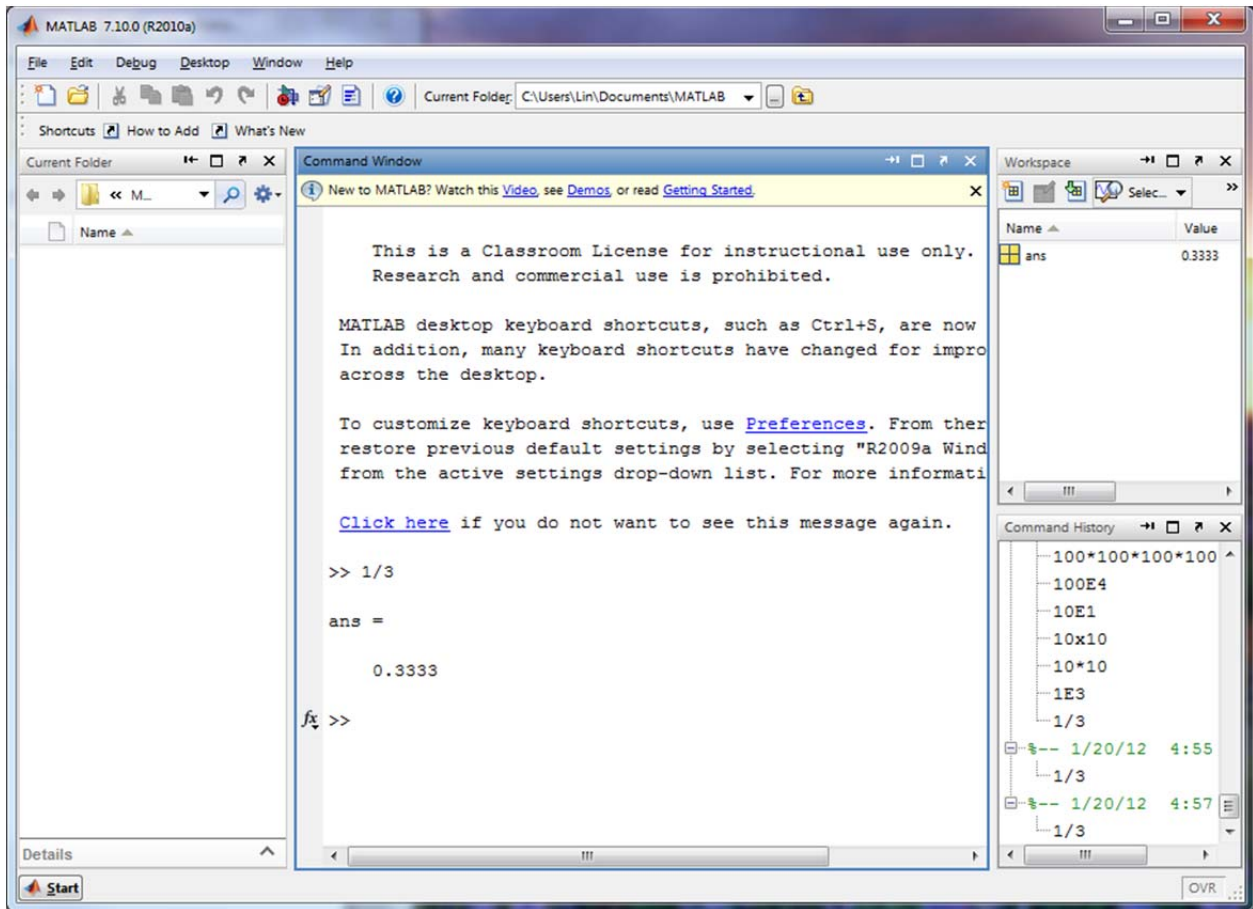 MATLAB 7.10.0 (R2010a)
File Edit Debug Desktop Window Help
Current Folder: C:\Users\Lin\Documents\MATLAB
Shortcuts How to Add What's New
Current Folder
« M...
Name
Details
Command Window
New to MATLAB? Watch this Video, see Demos, or read Getting Started.
This is a Classroom License for instructional use only.
Research and commercial use is prohibited.
MATLAB desktop keyboard shortcuts, such as Ctrl+S, are now
In addition, many keyboard shortcuts have changed for impro
across the desktop.
To customize keyboard shortcuts, use Preferences. From ther
restore previous default settings by selecting "R2009a Wind
from the active settings drop-down list. For more informati
Click here if you do not want to see this message again.
>> 1/3
ans =
0.3333
fx >>
Workspace
Selec...
Name Value
ans 0.3333
Command History
100*100*100*100
100E4
10E1
10x10
10*10
1E3
1/3
%-- 1/20/12 4:55
1/3
%-- 1/20/12 4:57
1/3
Start
OVR